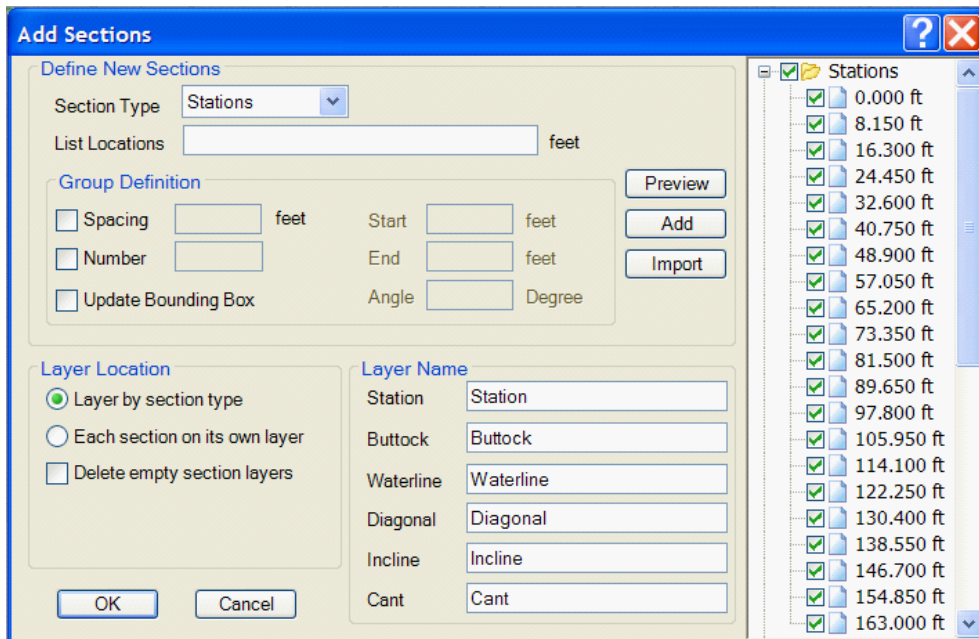 Add Sections
Define New Sections
Section Type Stations
List Locations feet
Group Definition
Spacing feet Start feet
Number End feet
Update Bounding Box Angle Degree
Preview
Add
Import
Layer Location
Layer by section type
Each section on its own layer
Delete empty section layers
OK Cancel
Layer Name
Station Station
Buttock Buttock
Waterline Waterline
Diagonal Diagonal
Incline Incline
Cant Cant
Stations
0.000 ft
8.150 ft
16.300 ft
24.450 ft
32.600 ft
40.750 ft
48.900 ft
57.050 ft
65.200 ft
73.350 ft
81.500 ft
89.650 ft
97.800 ft
105.950 ft
114.100 ft
122.250 ft
130.400 ft
138.550 ft
146.700 ft
154.850 ft
163.000 ft